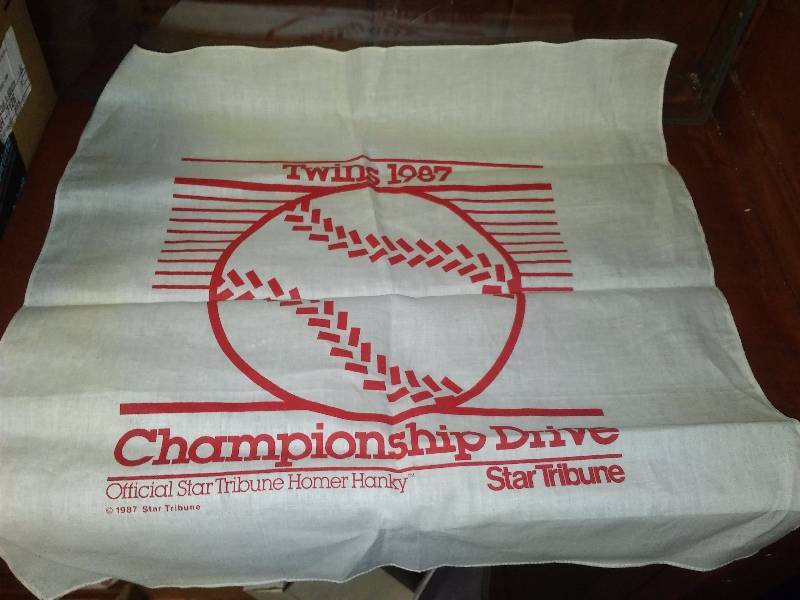 Twins 1987
Championship Drive
Official Star Tribune Homer Hanky™
Star Tribune
© 1987 Star Tribune